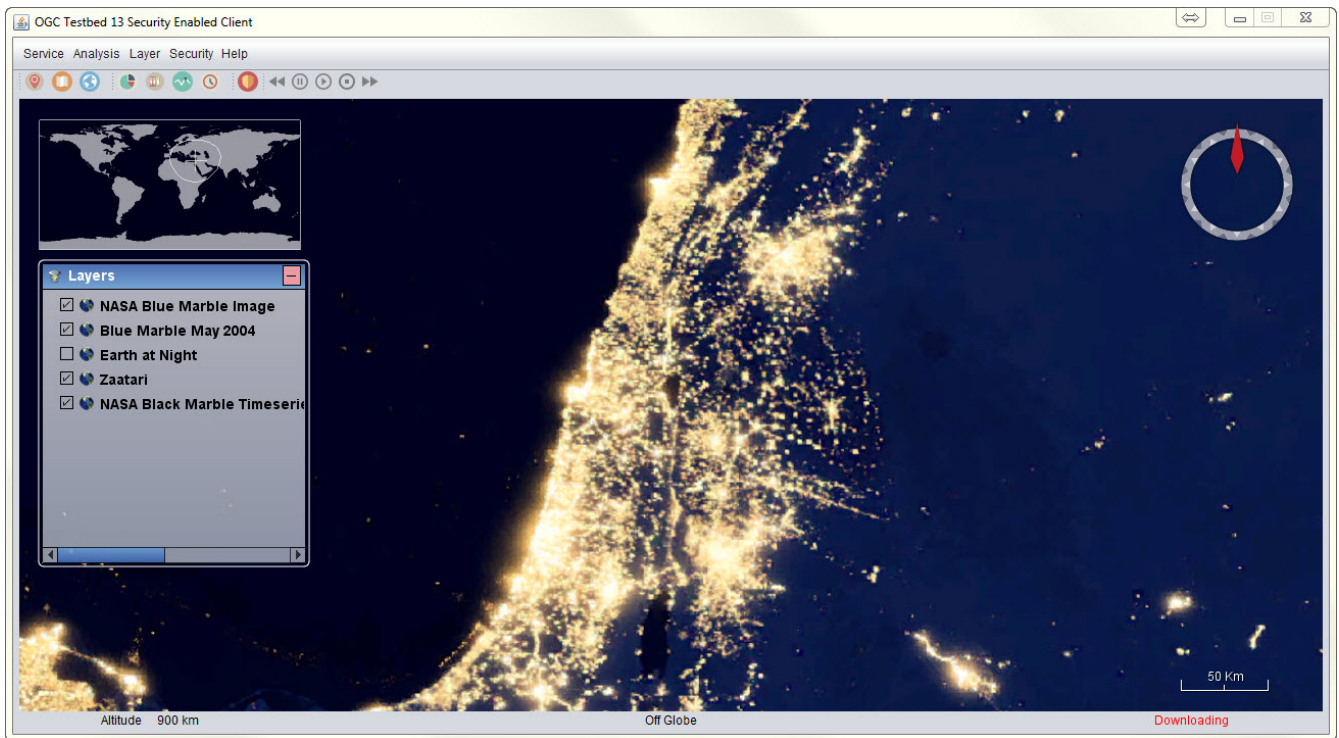 OGC Testbed 13 Security Enabled Client
Service Analysis Layer Security Help
Layers
NASA Blue Marble Image
Blue Marble May 2004
Earth at Night
Zaatari
NASA Black Marble Timeserie
50 Km
Altitude 900 km Off Globe Downloading